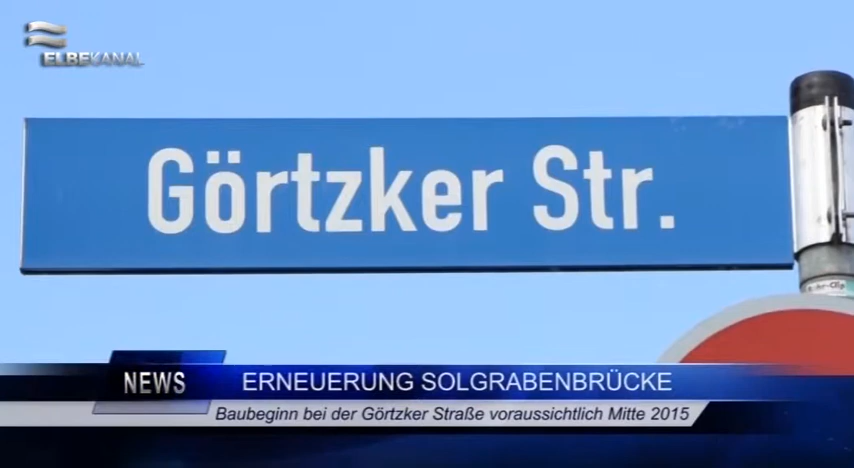 ELBEKANAL
Görtzker Str.
NEWS
ERNEUERUNG SOLGRABENBRÜCKE
Baubeginn bei der Görtzker Straße voraussichtlich Mitte 2015